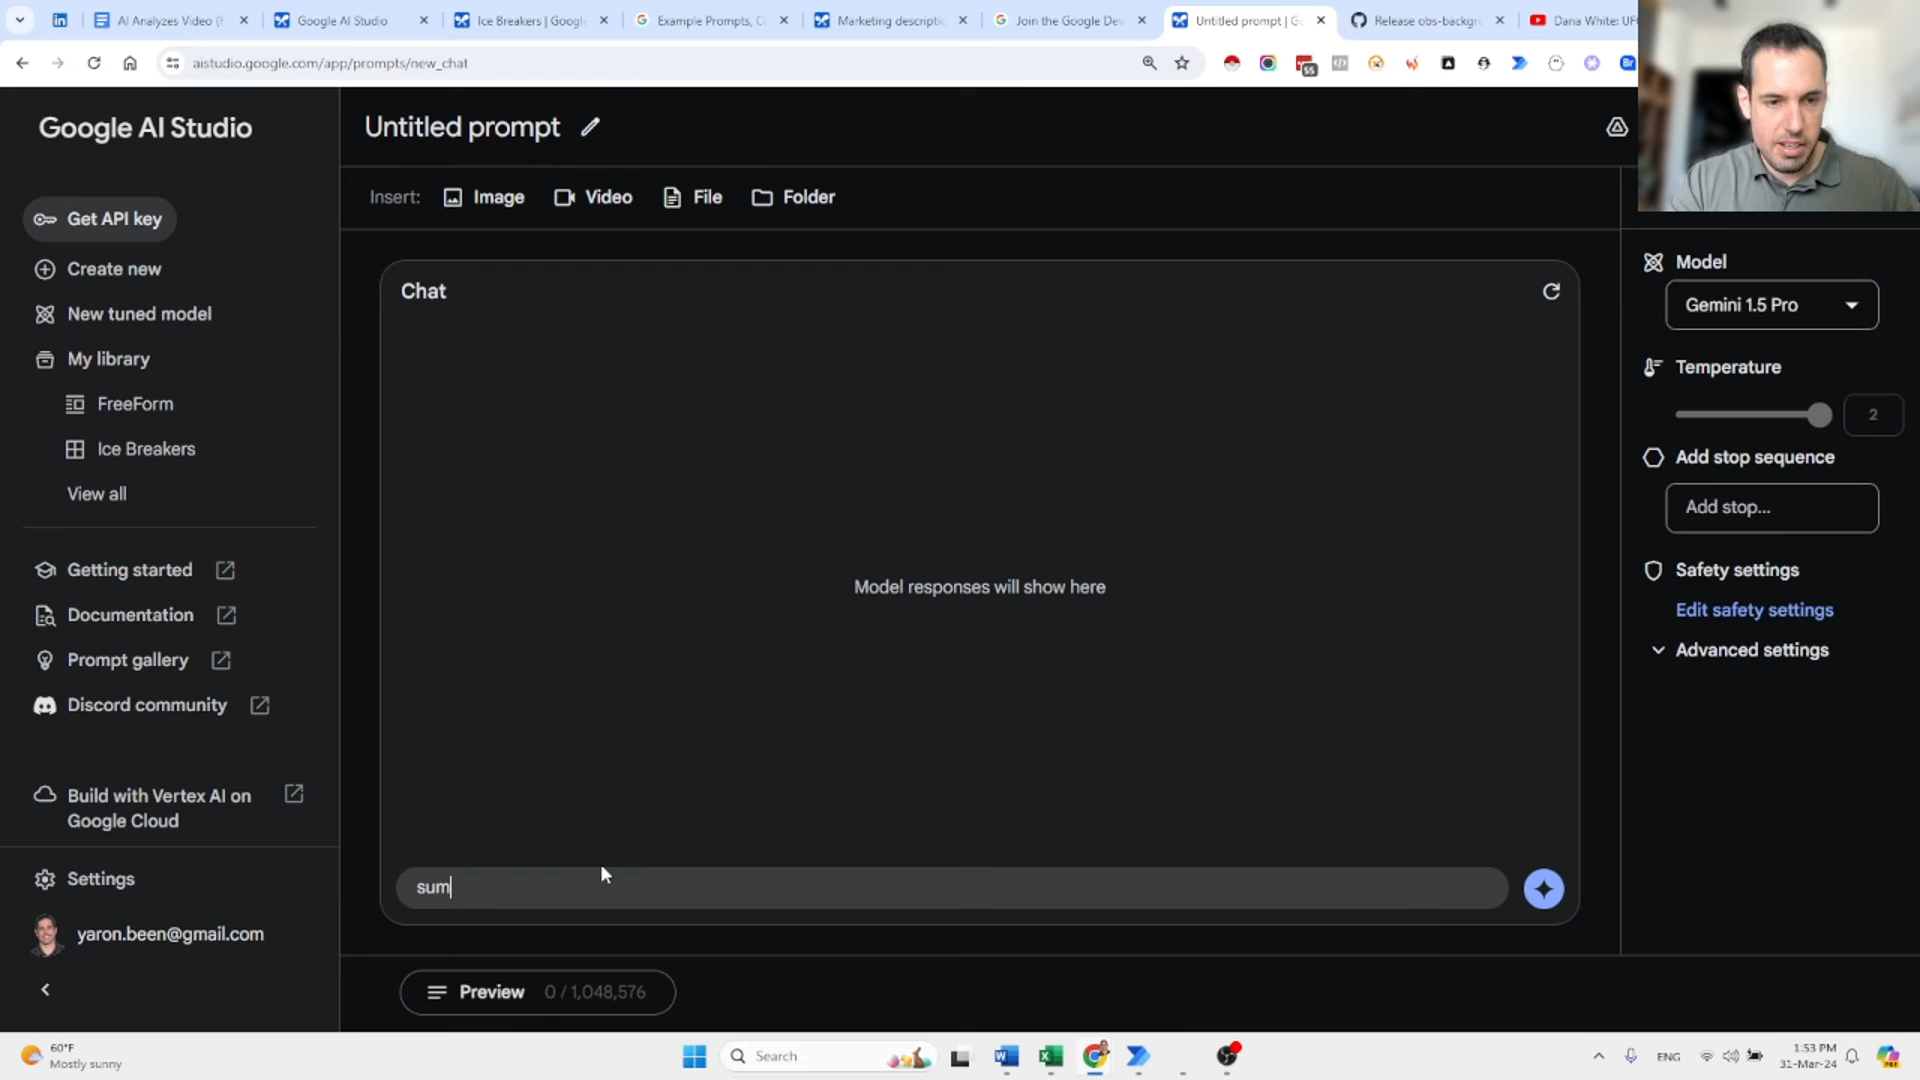 AI Analyzes Video (F
Google AI Studio
Ice Breakers | Google
Example Prompts, C
Marketing descriptio
Join the Google Dev
Untitled prompt | Go
Release obs-backgr
Dana White: UF
aistudio.google.com/app/prompts/new_chat
55
Br
Google AI Studio
Untitled prompt
Get API key
Insert: Image Video File Folder
Create new
New tuned model
My library
FreeForm
Ice Breakers
View all
Getting started
Documentation
Prompt gallery
Discord community
Build with Vertex AI on
Google Cloud
Settings
yaron.been@gmail.com
Chat
Model responses will show here
sum
Preview 0 / 1,048,576
Model
Gemini 1.5 Pro
Temperature
2
Add stop sequence
Add stop...
Safety settings
Edit safety settings
Advanced settings
60°F
Mostly sunny
Search
ENG
1:53 PM
31-Mar-24